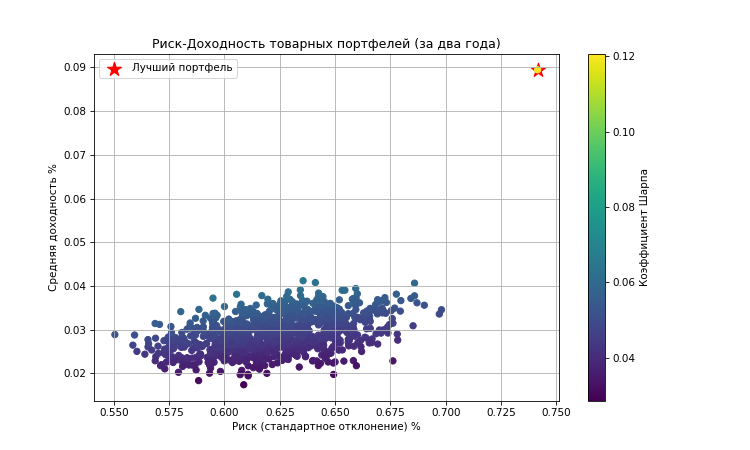 Риск-Доходность товарных портфелей (за два года)
Лучший портфель
Средняя доходность %
0.09
0.08
0.07
0.06
0.05
0.04
0.03
0.02
0.550 0.575 0.600 0.625 0.650 0.675 0.700 0.725 0.750
Риск (стандартное отклонение) %
0.12
0.10
0.08
0.06
0.04
Коэффициент Шарпа